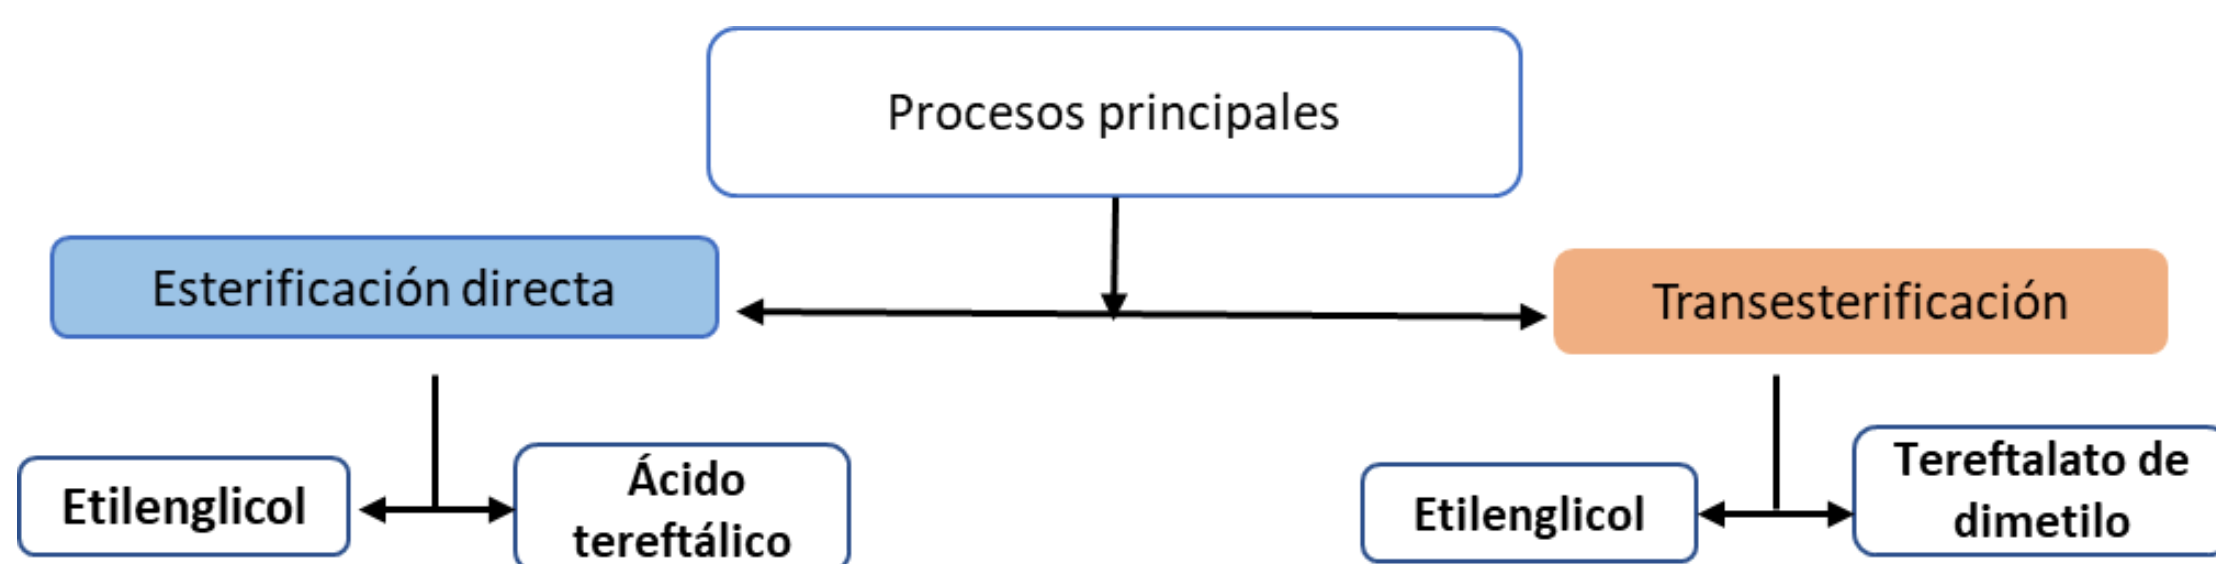 Procesos principales
Esterificación directa
Transesterificación
Etilenglicol
Ácido
tereftálico
Etilenglicol
Tereftalato de
dimetilo